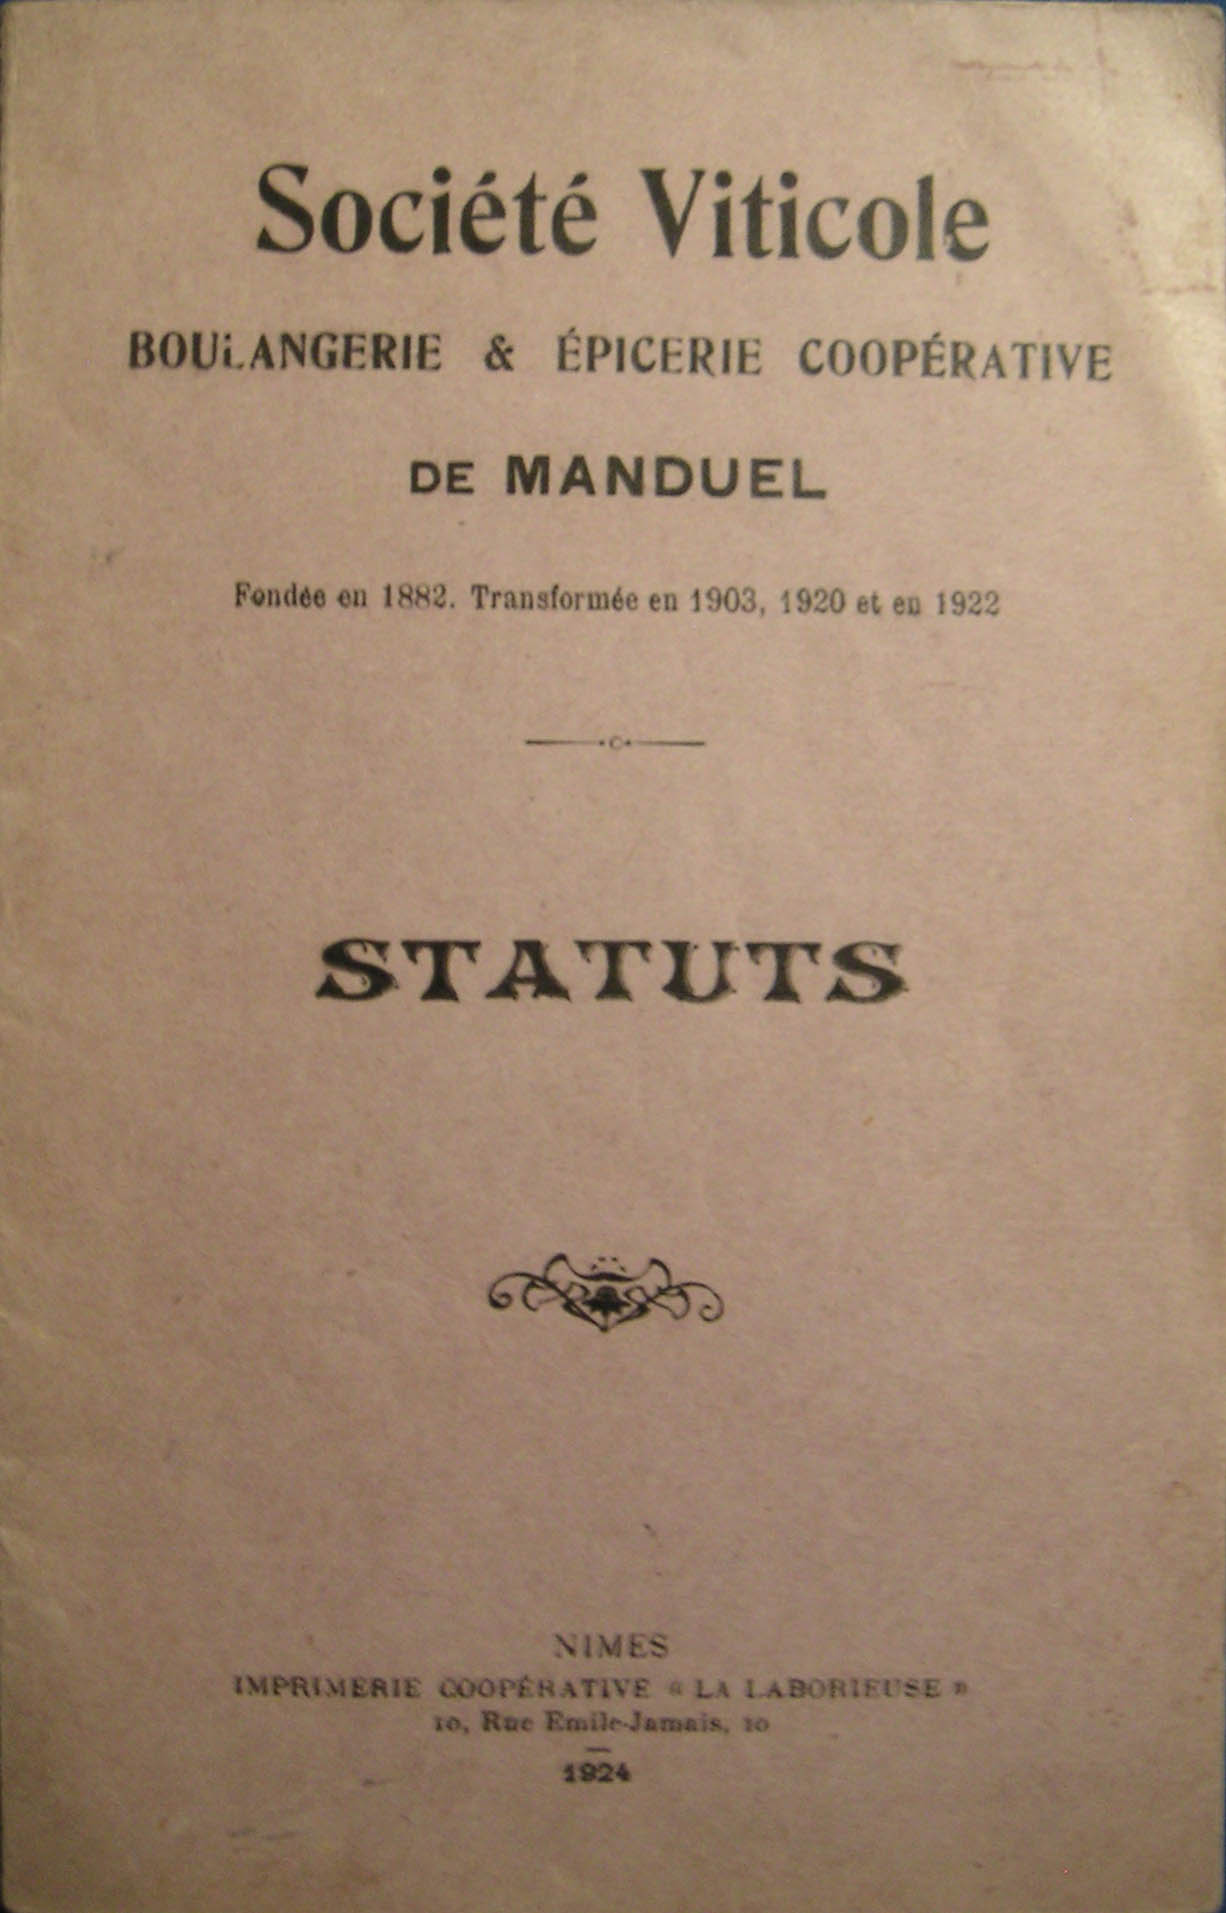 Société Viticole
BOULANGERIE & ÉPICERIE COOPÉRATIVE
DE MANDUEL
Fondée en 1882. Transformée en 1903, 1920 et en 1922
STATUTS
NIMES
IMPRIMERIE COOPÉRATIVE « LA LABORIEUSE »
10, Rue Emile-Jamais, 10
1924